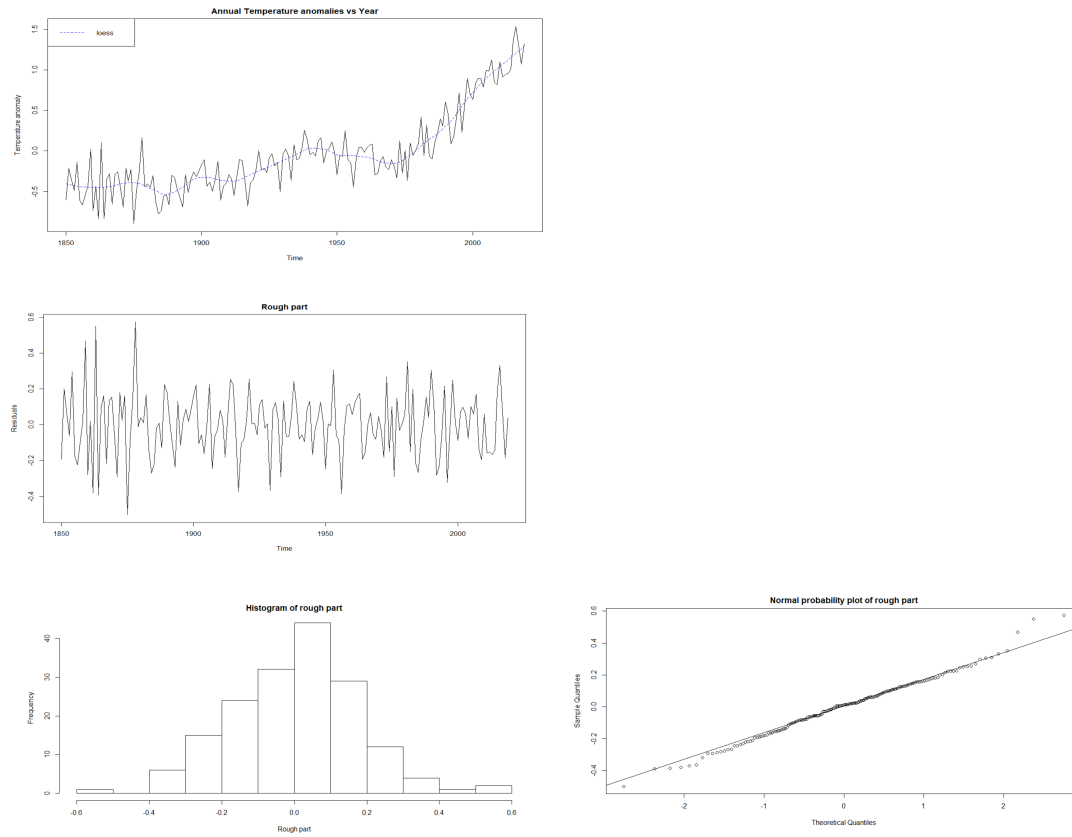 Annual Temperature anomalies vs Year
loess
Temperature anomaly
-0.5 0.0 0.5 1.0 1.5
1850 1900 1950 2000
Time
Rough part
Residuals
-0.4 -0.2 0.0 0.2 0.4 0.6
1850 1900 1950 2000
Time
Histogram of rough part
Frequency
0 10 20 30 40
-0.6 -0.4 -0.2 0.0 0.2 0.4 0.6
Rough part
Normal probability plot of rough part
Sample Quantiles
-0.4 -0.2 0.0 0.2 0.4 0.6
-2 -1 0 1 2
Theoretical Quantiles